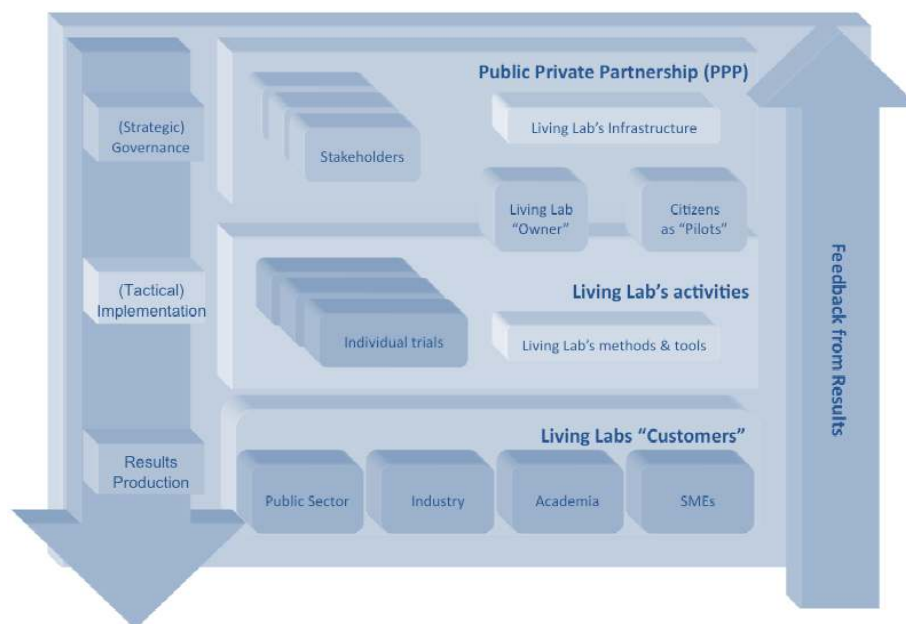 Public Private Partnership (PPP)
(Strategic)
Governance
Living Lab's Infrastructure
Stakeholders
Living Lab
"Owner"
Citizens
as "Pilots"
(Tactical)
Implementation
Living Lab's activities
Individual trials
Living Lab's methods & tools
Results
Production
Living Labs "Customers"
Public Sector
Industry
Academia
SMEs
Feedback from Results